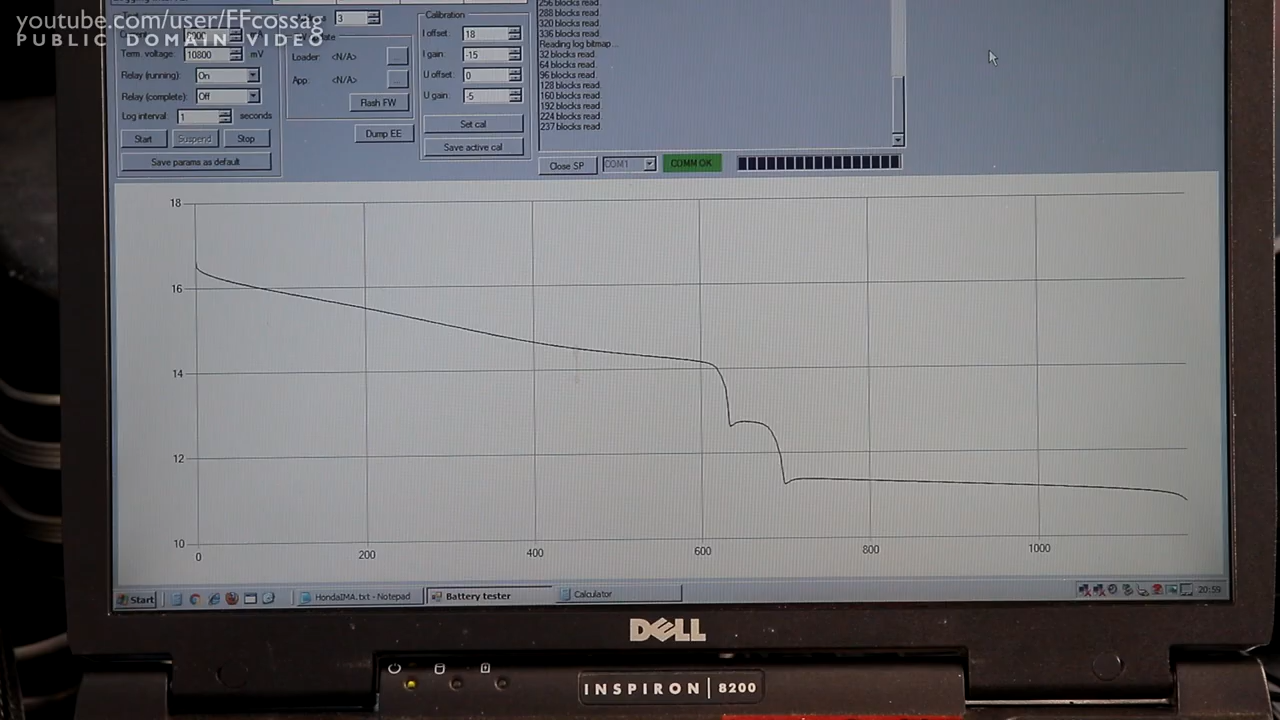 youtube.com/user/FFcossag
PUBLIC DOMAIN VIDEO
3
Term. voltage: 10800 mV
Relay (running): On
Relay (complete): Off
Log interval: 1 seconds
Start Suspend Stop
Save params as default
Loader: <N/A> ...
App: <N/A> ...
Flash FW
Dump EE
Calibration
I offset: 18
I gain: -15
U offset: 0
U gain: -5
Set cal
Save active cal
256 blocks read.
288 blocks read.
320 blocks read.
336 blocks read.
Reading log bitmap...
32 blocks read.
64 blocks read.
96 blocks read.
128 blocks read.
160 blocks read.
192 blocks read.
224 blocks read.
237 blocks read.
Close SP COM1 COMM OK
18
16
14
12
10
0 200 400 600 800 1000
Start HondaIMA.txt - Notepad Battery tester Calculator 20:59
DELL
INSPIRON 8200